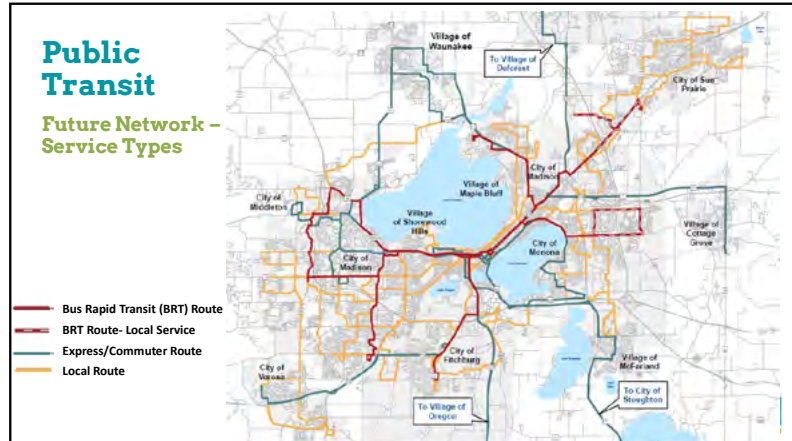 Public
Transit
Future Network –
Service Types
Bus Rapid Transit (BRT) Route
BRT Route- Local Service
Express/Commuter Route
Local Route
Village of
Waunakee
To Village of
Deforest
City of Sun
Prairie
City of
Madison
Village of
Maple Bluff
City of
Middleton
Village
of Shorewood
Hills
City of
Madison
City of
Monona
Village of
Cottage
Grove
City of
Fitchburg
City of
Verona
Village of
McFarland
To Village of
Oregon
To City of
Stoughton